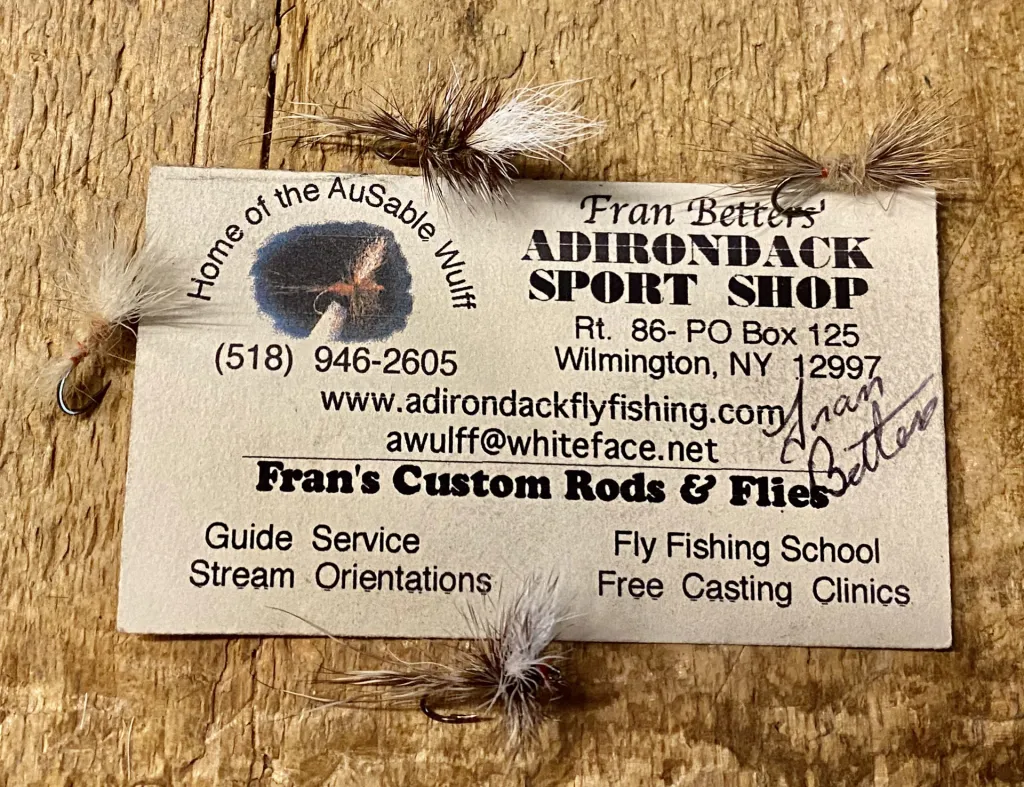 Home of the AuSable Wulff
(518) 946-2605
Fran Betters'
ADIRONDACK
SPORT SHOP
Rt. 86- PO Box 125
Wilmington, NY 12997
www.adirondackflyfishing.com
awulff@whiteface.net
Fran
Betters
Fran's Custom Rods & Flies
Guide Service
Stream Orientations
Fly Fishing School
Free Casting Clinics